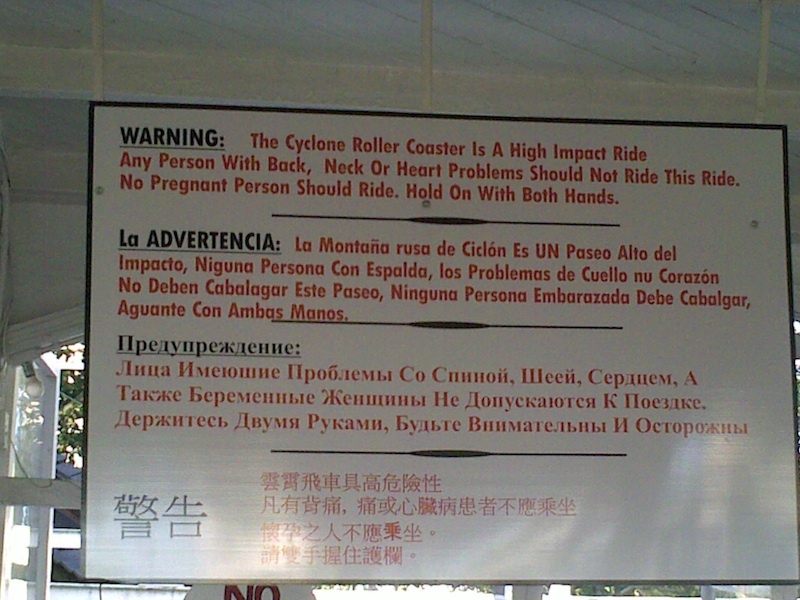 WARNING: The Cyclone Roller Coaster Is A High Impact Ride
Any Person With Back, Neck Or Heart Problems Should Not Ride This Ride.
No Pregnant Person Should Ride. Hold On With Both Hands.
La ADVERTENCIA: La Montaña rusa de Ciclón Es UN Paseo Alto del
Impacto, Niguna Persona Con Espalda, los Problemas de Cuello nu Corazón
No Deben Cabalagar Este Paseo, Ninguna Persona Embarazada Debe Cabalgar,
Aguante Con Ambas Manos.
Предупреждение:
Лица Имеюшие Проблемы Со Спиной, Шеей, Сердцем, А
Также Беременные Женщины Не Допускаются К Поездке.
Держитесь Двумя Руками, Будьте Внимательны И Осторожны
警告
雲霄飛車具高危險性
凡有背痛, 痛或心臟病患者不應乘坐
懷孕之人不應乘坐。
請雙手握住護欄。
NO